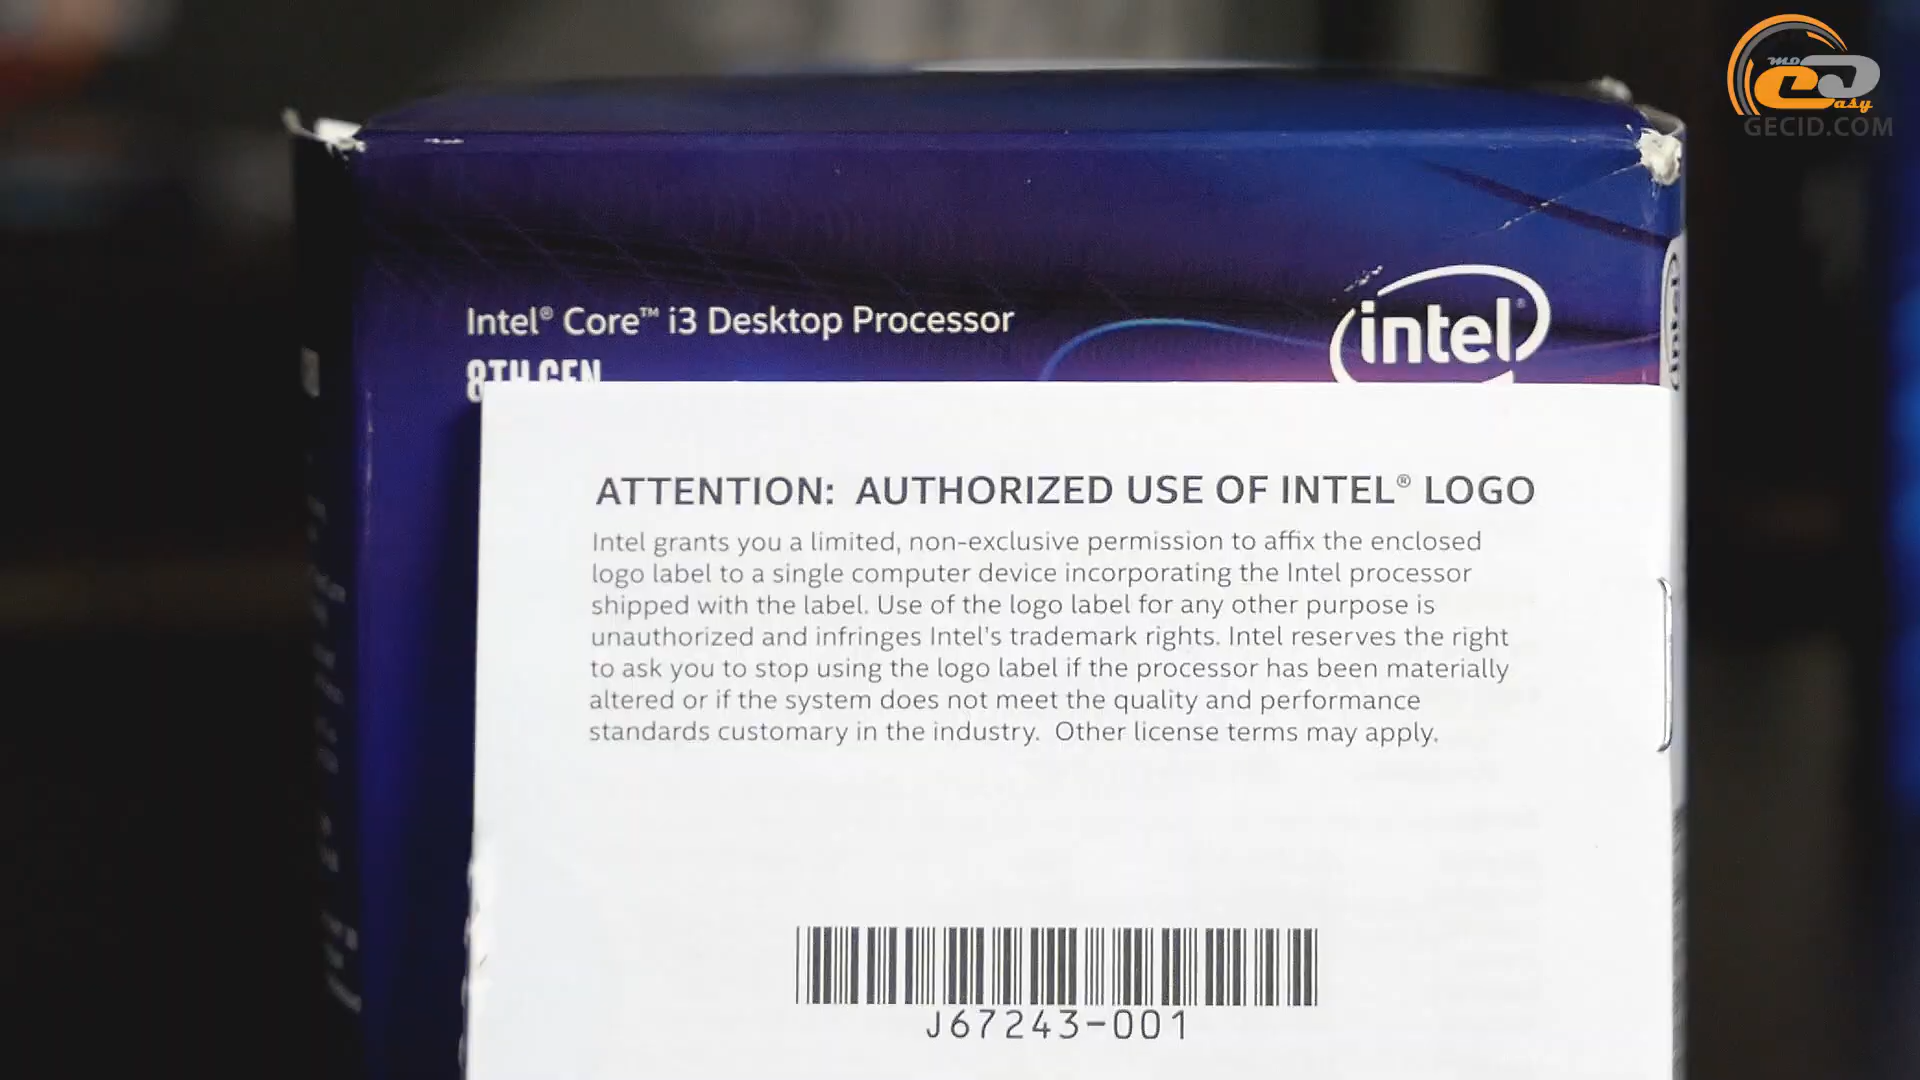 MO
asy
GECID.COM
Intel® Core™ i3 Desktop Processor
intel®
8TH GEN
ATTENTION:  AUTHORIZED USE OF INTEL® LOGO
Intel grants you a limited, non-exclusive permission to affix the enclosed
logo label to a single computer device incorporating the Intel processor
shipped with the label. Use of the logo label for any other purpose is
unauthorized and infringes Intel's trademark rights. Intel reserves the right
to ask you to stop using the logo label if the processor has been materially
altered or if the system does not meet the quality and performance
standards customary in the industry.  Other license terms may apply.
J67243-001